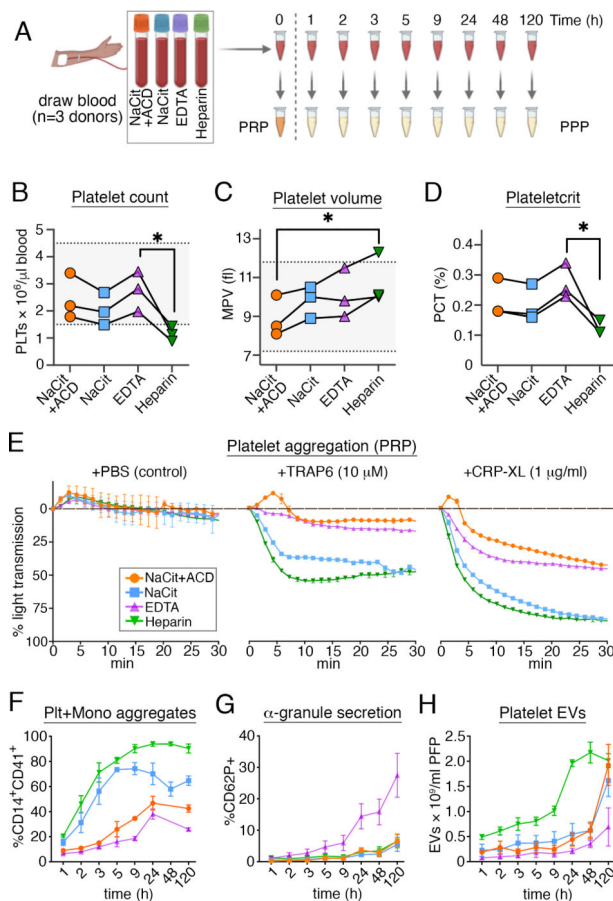 A
0 1 2 3 5 9 24 48 120 Time (h)
draw blood
(n=3 donors)
NaCit
+ACD
NaCit
EDTA
Heparin
PRP
PPP
B
Platelet count
PLTs × 10⁶/µl blood
5
4
3
2
1
0
*
NaCit
+ACD
NaCit
EDTA
Heparin
C
Platelet volume
MPV (fl)
13
11
9
7
*
NaCit
+ACD
NaCit
EDTA
Heparin
D
Plateletcrit
PCT (%)
0.4
0.3
0.2
0.1
0
*
NaCit
+ACD
NaCit
EDTA
Heparin
E
Platelet aggregation (PRP)
+PBS (control)
+TRAP6 (10 µM)
+CRP-XL (1 µg/ml)
% light transmission
0
25
50
75
100
NaCit+ACD
NaCit
EDTA
Heparin
0 5 10 15 20 25 30
min
0 5 10 15 20 25 30
min
0 5 10 15 20 25 30
min
F
Plt+Mono aggregates
%CD14⁺CD41⁺
100
80
60
40
20
0
1 2 3 5 9 24 48 120
time (h)
G
α-granule secretion
%CD62P+
50
40
30
20
10
0
1 2 3 5 9 24 48 120
time (h)
H
Platelet EVs
EVs × 10⁹/ml PFP
2.5
2.0
1.5
1.0
0.5
0.0
1 2 3 5 9 24 48 120
time (h)